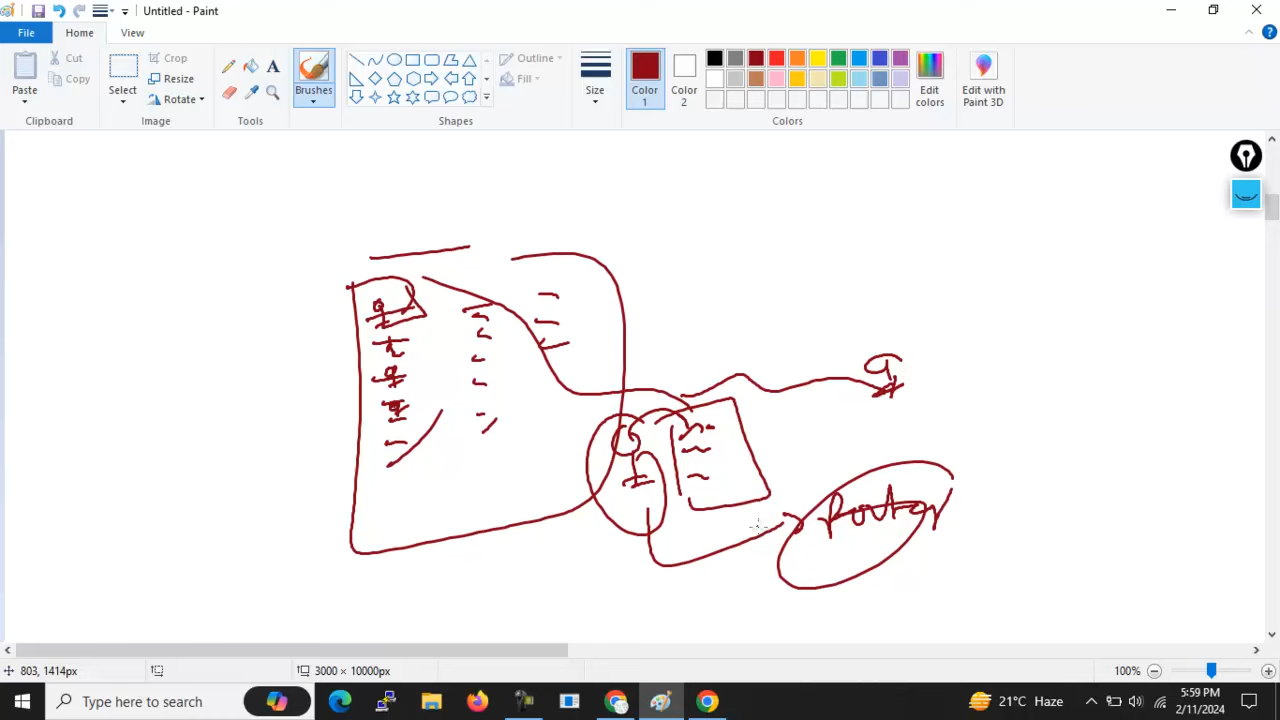 Untitled - Paint
File
Home
View
Paste
Cut
Copy
Clipboard
Select
Crop
Resize
Rotate
Image
A
Tools
Brushes
Outline
Fill
Shapes
Size
Color 1
Color 2
Edit colors
Colors
Edit with Paint 3D
Router
803, 1414px
3000 × 10000px
100%
Type here to search
21°C Haze
5:59 PM
2/11/2024